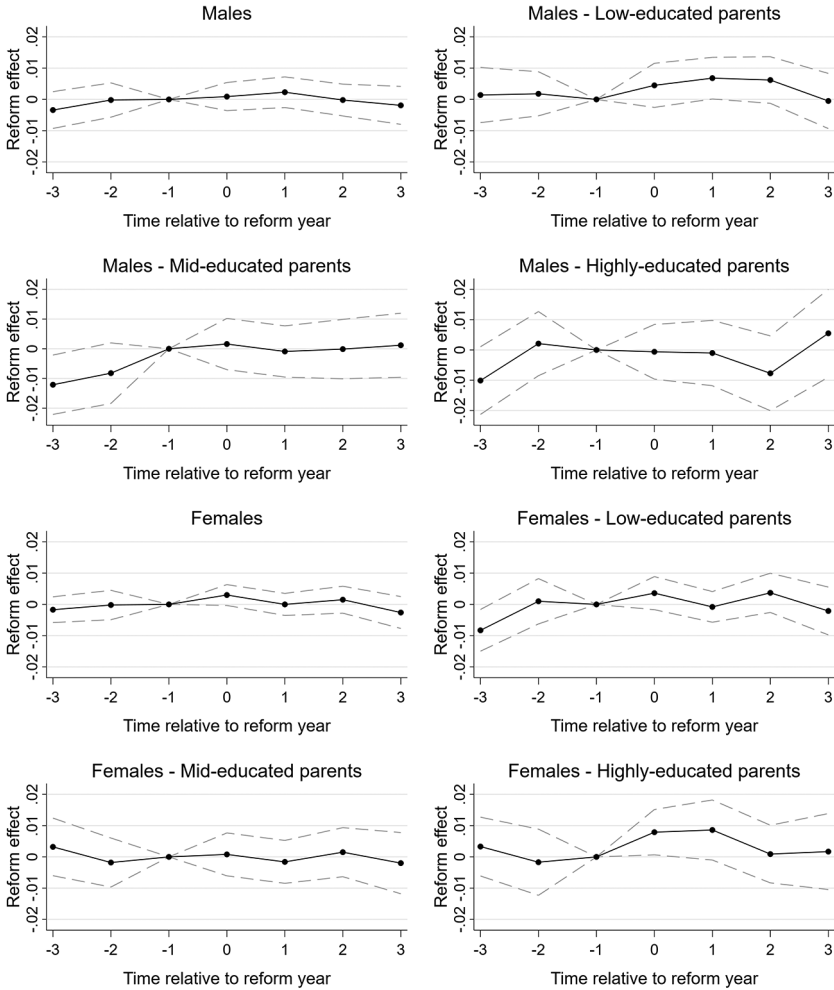 Males
Reform effect
.02
.01
0
-.01
-.02
-3 -2 -1 0 1 2 3
Time relative to reform year
Males - Low-educated parents
Reform effect
.02
.01
0
-.01
-.02
-3 -2 -1 0 1 2 3
Time relative to reform year
Males - Mid-educated parents
Reform effect
.02
.01
0
-.01
-.02
-3 -2 -1 0 1 2 3
Time relative to reform year
Males - Highly-educated parents
Reform effect
.02
.01
0
-.01
-.02
-3 -2 -1 0 1 2 3
Time relative to reform year
Females
Reform effect
.02
.01
0
-.01
-.02
-3 -2 -1 0 1 2 3
Time relative to reform year
Females - Low-educated parents
Reform effect
.02
.01
0
-.01
-.02
-3 -2 -1 0 1 2 3
Time relative to reform year
Females - Mid-educated parents
Reform effect
.02
.01
0
-.01
-.02
-3 -2 -1 0 1 2 3
Time relative to reform year
Females - Highly-educated parents
Reform effect
.02
.01
0
-.01
-.02
-3 -2 -1 0 1 2 3
Time relative to reform year